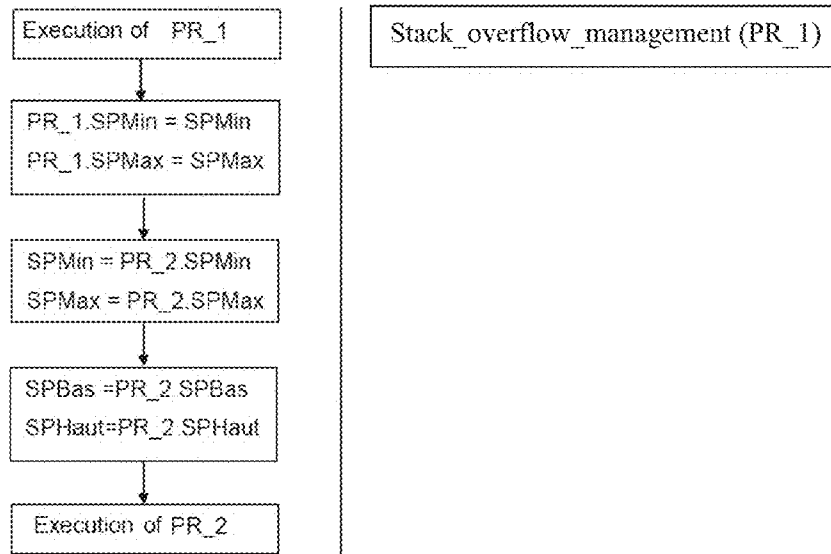 Execution of PR_1
PR_1.SPMin = SPMin
PR_1.SPMax = SPMax
SPMin = PR_2.SPMin
SPMax = PR_2.SPMax
SPBas =PR_2.SPBas
SPHaut=PR_2.SPHaut
Execution of PR_2
Stack_overflow_management (PR_1)